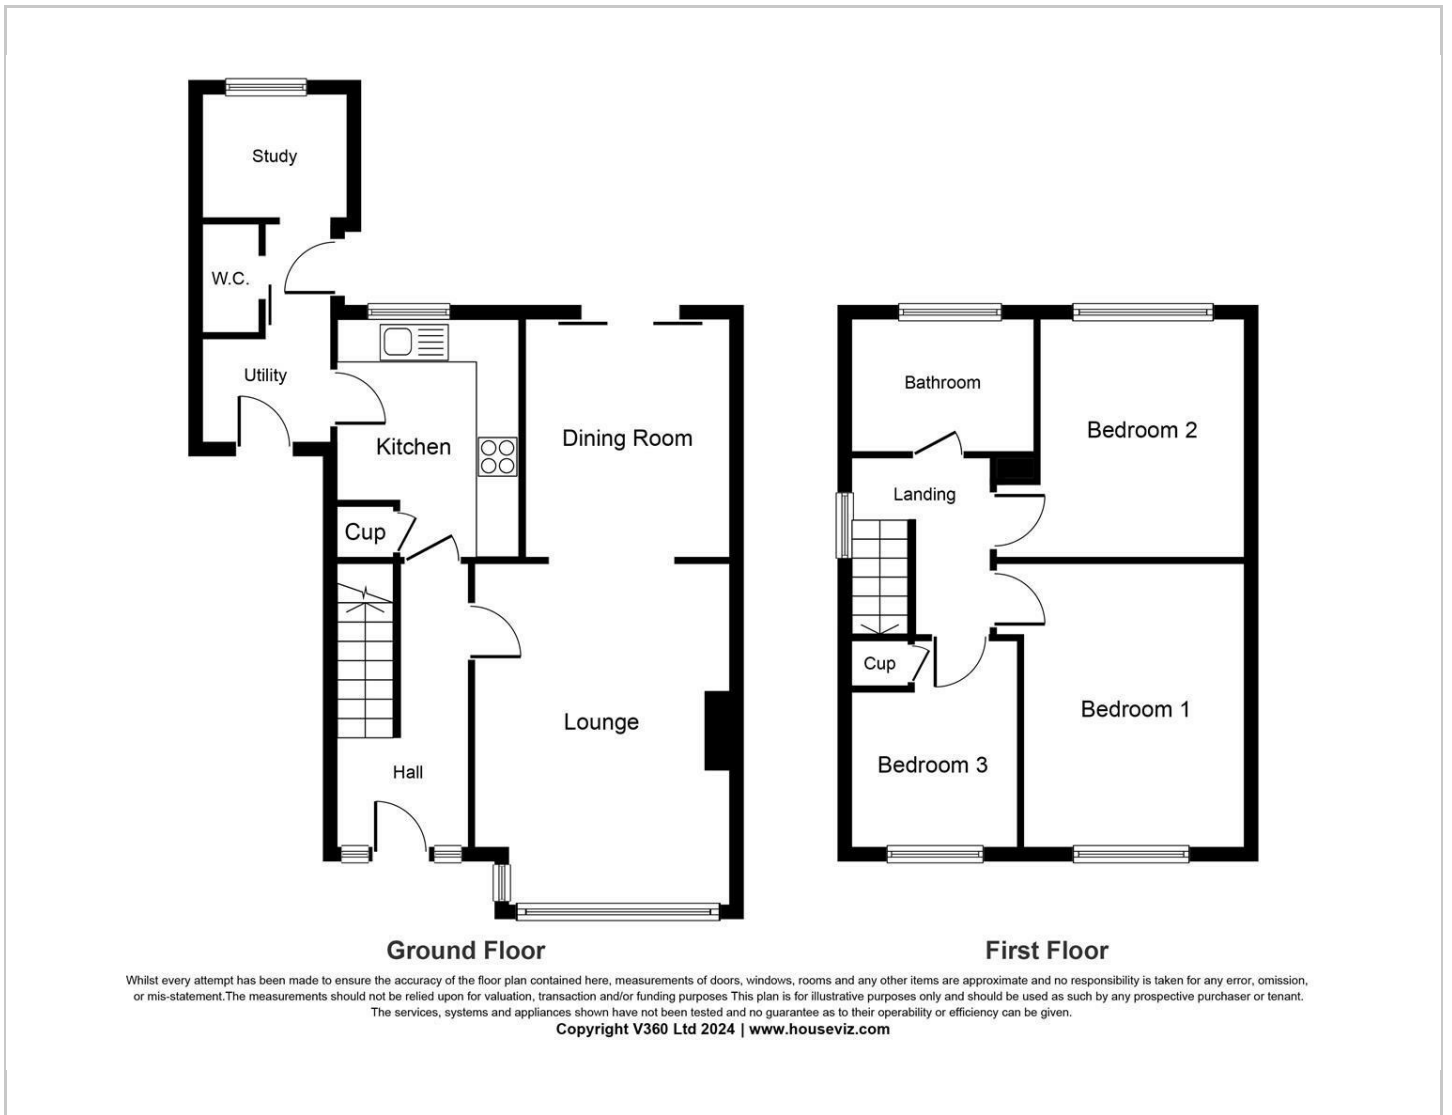 Study
W.C.
Utility
Kitchen
Dining Room
Cup
Lounge
Hall
Bathroom
Bedroom 2
Landing
Cup
Bedroom 1
Bedroom 3
Ground Floor
First Floor
Whilst every attempt has been made to ensure the accuracy of the floor plan contained here, measurements of doors, windows, rooms and any other items are approximate and no responsibility is taken for any error, omission,
or mis-statement.The measurements should not be relied upon for valuation, transaction and/or funding purposes This plan is for illustrative purposes only and should be used as such by any prospective purchaser or tenant.
The services, systems and appliances shown have not been tested and no guarantee as to their operability or efficiency can be given.
Copyright V360 Ltd 2024 | www.houseviz.com